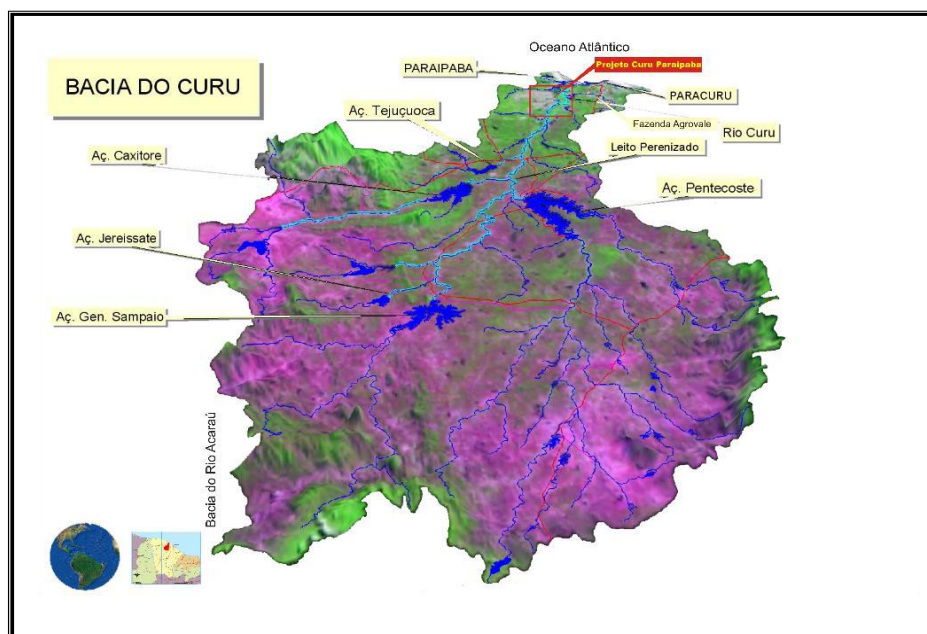 Oceano Atlântico
BACIA DO CURU
PARAIPABA
Projeto Curu Paraipaba
PARACURU
Aç. Tejuçuoca
Fazenda Agrovale
Rio Curu
Leito Perenizado
Aç. Caxitore
Aç. Pentecoste
Aç. Jereissate
Aç. Gen. Sampaio
Bacia do Rio Acaraú